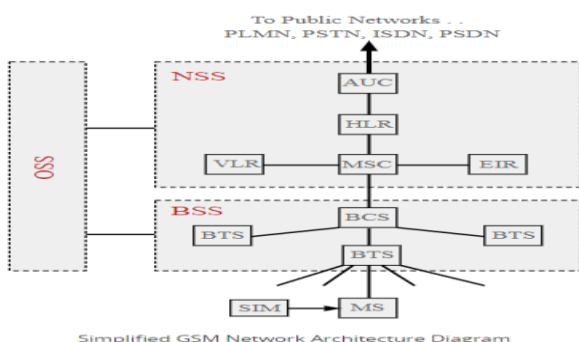 To Public Networks . .
PLMN, PSTN, ISDN, PSDN
NSS
AUC
HLR
VLR
MSC
EIR
OSS
BSS
BCS
BTS
BTS
BTS
SIM
MS
Simplified GSM Network Architecture Diagram